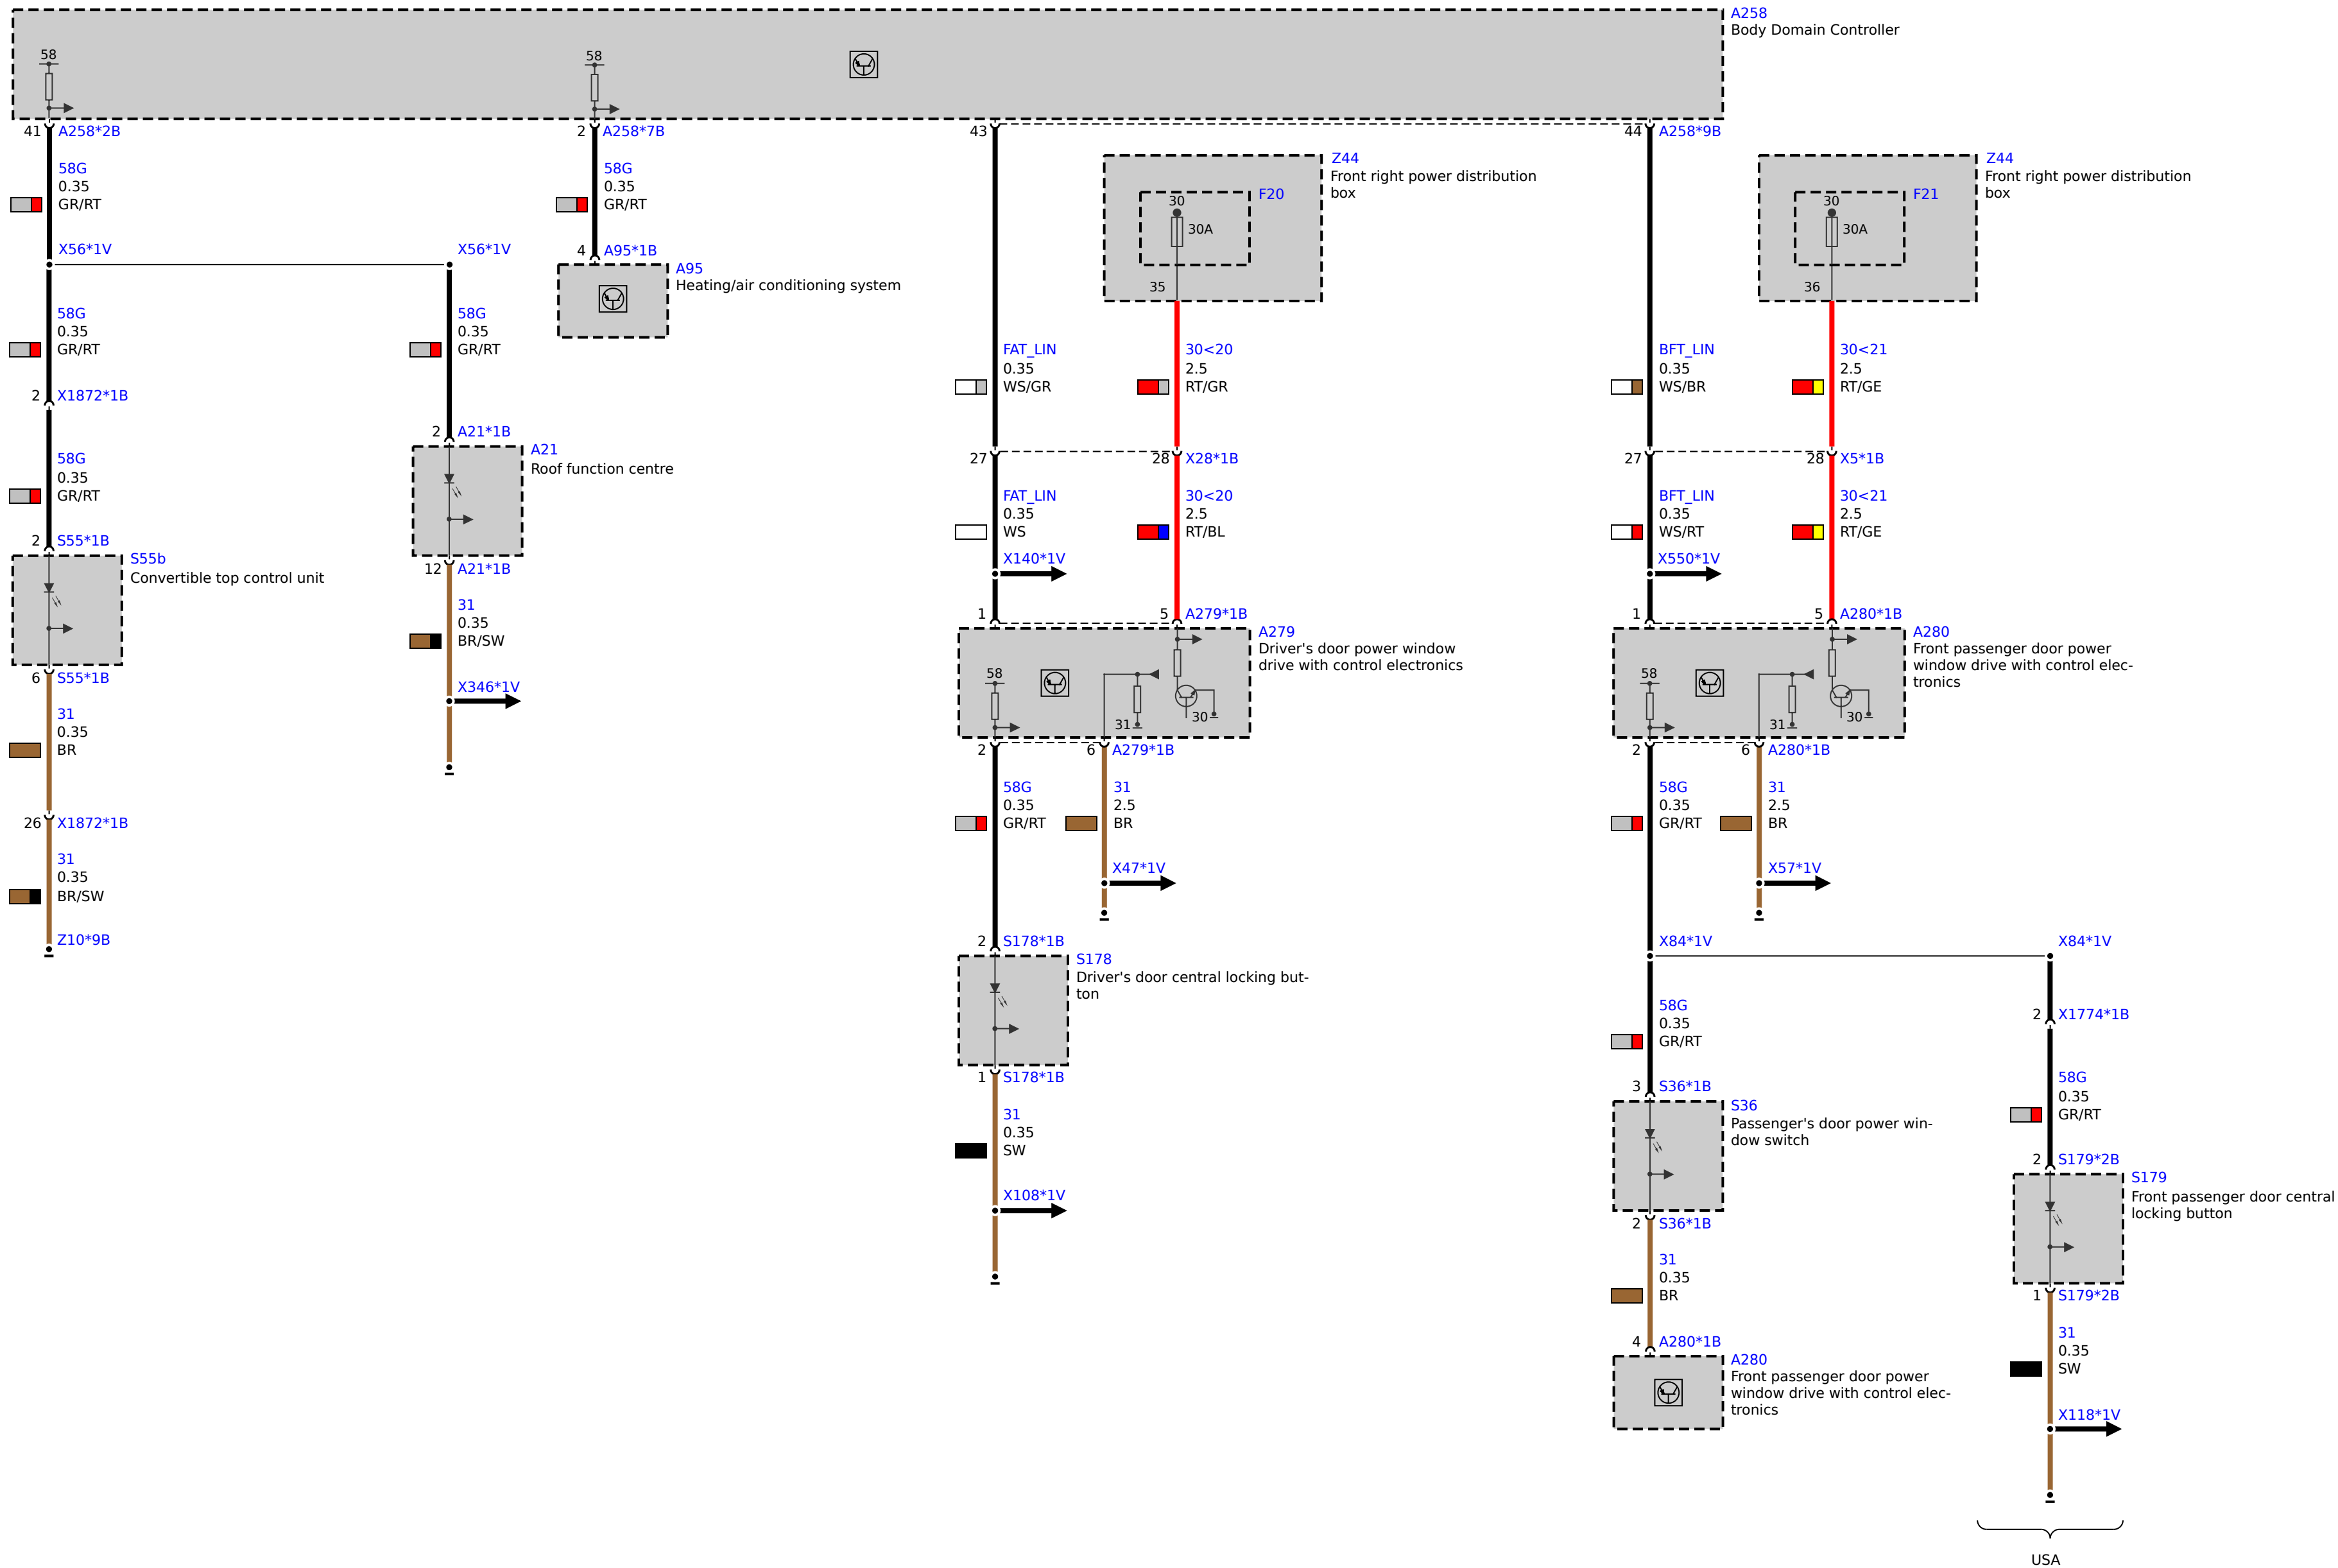 A258
Body Domain Controller
58
58
41 A258*2B
2 A258*7B
43
44 A258*9B
58G
0.35
GR/RT
58G
0.35
GR/RT
Z44
Front right power distribution
box
F20
30
30A
35
Z44
Front right power distribution
box
F21
30
30A
36
X56*1V
X56*1V
4 A95*1B
A95
Heating/air conditioning system
58G
0.35
GR/RT
58G
0.35
GR/RT
FAT_LIN
0.35
WS/GR
30<20
2.5
RT/GR
BFT_LIN
0.35
WS/BR
30<21
2.5
RT/GE
2 X1872*1B
2 A21*1B
A21
Roof function centre
27
28 X28*1B
27
28 X5*1B
58G
0.35
GR/RT
FAT_LIN
0.35
WS
30<20
2.5
RT/BL
BFT_LIN
0.35
WS/RT
30<21
2.5
RT/GE
2 S55*1B
S55b
Convertible top control unit
12 A21*1B
X140*1V
X550*1V
31
0.35
BR/SW
1
5 A279*1B
1
5 A280*1B
A279
Driver's door power window
drive with control electronics
58
31
30
A280
Front passenger door power
window drive with control elec-
tronics
58
31
30
6 S55*1B
X346*1V
31
0.35
BR
2
6 A279*1B
2
6 A280*1B
58G
0.35
GR/RT
31
2.5
BR
58G
0.35
GR/RT
31
2.5
BR
26 X1872*1B
31
0.35
BR/SW
X47*1V
X57*1V
Z10*9B
2 S178*1B
S178
Driver's door central locking but-
ton
X84*1V
X84*1V
58G
0.35
GR/RT
2 X1774*1B
1 S178*1B
3 S36*1B
58G
0.35
GR/RT
31
0.35
SW
S36
Passenger's door power win-
dow switch
2 S179*2B
S179
Front passenger door central
locking button
X108*1V
2 S36*1B
31
0.35
BR
1 S179*2B
31
0.35
SW
4 A280*1B
A280
Front passenger door power
window drive with control elec-
tronics
X118*1V
USA